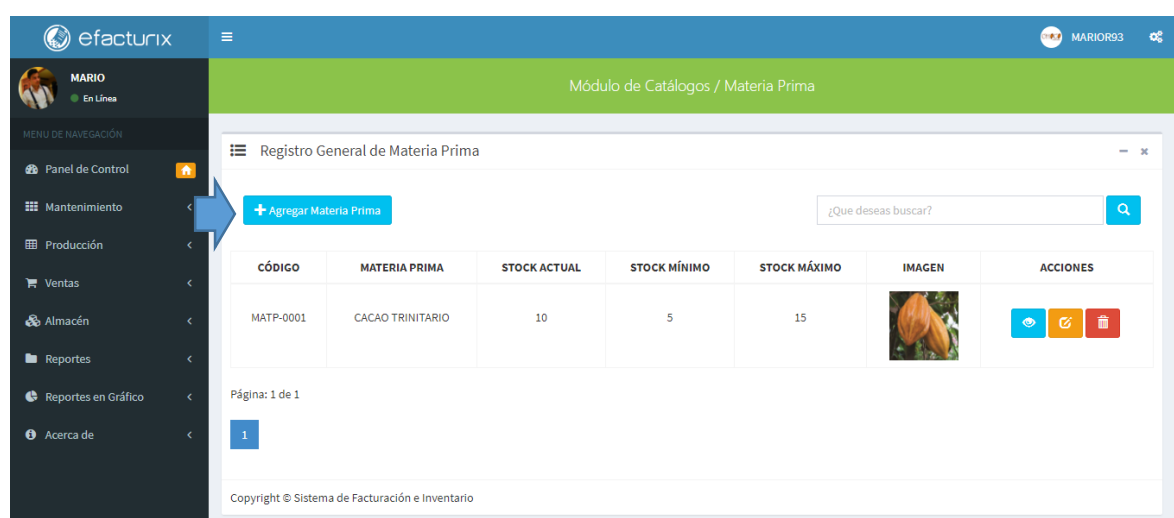 efacturix
MARIOR93
MARIO
En Línea
Módulo de Catálogos / Materia Prima
MENU DE NAVEGACIÓN
Panel de Control
Mantenimiento
Producción
Ventas
Almacén
Reportes
Reportes en Gráfico
Acerca de
Registro General de Materia Prima
Agregar Materia Prima
¿Que deseas buscar?
CÓDIGO MATERIA PRIMA STOCK ACTUAL STOCK MÍNIMO STOCK MÁXIMO IMAGEN ACCIONES
MATP-0001 CACAO TRINITARIO 10 5 15
Página: 1 de 1
1
Copyright © Sistema de Facturación e Inventario